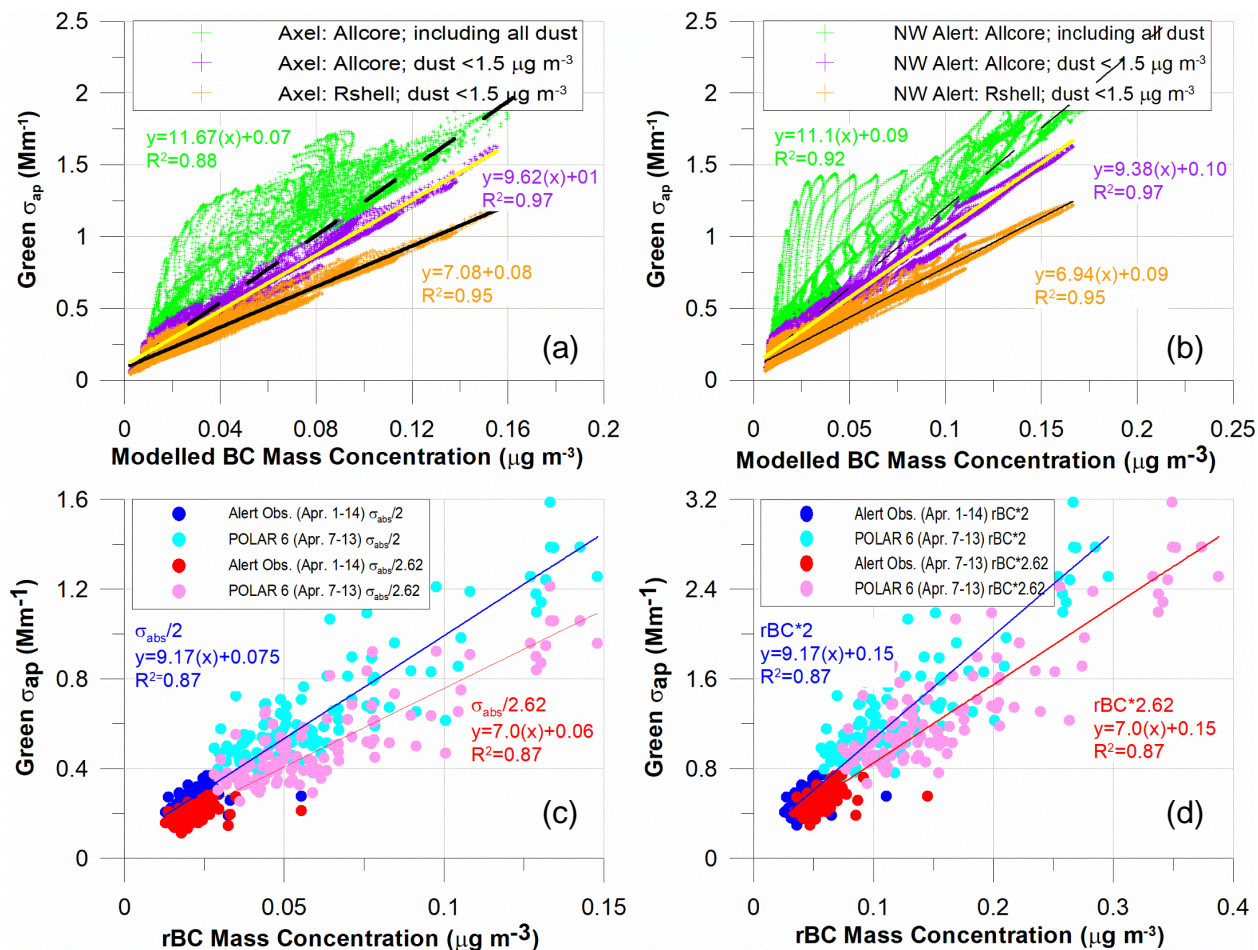 2.5
2
1.5
1
0.5
0
Green σap (Mm-1)
Axel: Allcore; including all dust
Axel: Allcore; dust <1.5 μg m-3
Axel: Rshell; dust <1.5 μg m-3
y=11.67(x)+0.07
R2=0.88
y=9.62(x)+01
R2=0.97
y=7.08+0.08
R2=0.95
(a)
0 0.04 0.08 0.12 0.16 0.2
Modelled BC Mass Concentration (μg m-3)
2.5
2
1.5
1
0.5
0
Green σap (Mm-1)
NW Alert: Allcore; including all dust
NW Alert: Allcore; dust <1.5 μg m-3
NW Alert: Rshell; dust <1.5 μg m-3
y=11.1(x)+0.09
R2=0.92
y=9.38(x)+0.10
R2=0.97
y=6.94(x)+0.09
R2=0.95
(b)
0 0.05 0.1 0.15 0.2 0.25
Modelled BC Mass Concentration (μg m-3)
1.6
1.2
0.8
0.4
0
Green σap (Mm-1)
Alert Obs. (Apr. 1-14) σabs/2
POLAR 6 (Apr. 7-13) σabs/2
Alert Obs. (Apr. 1-14) σabs/2.62
POLAR 6 (Apr. 7-13) σabs/2.62
σabs/2
y=9.17(x)+0.075
R2=0.87
σabs/2.62
y=7.0(x)+0.06
R2=0.87
(c)
0 0.05 0.1 0.15
rBC Mass Concentration (μg m-3)
3.2
2.4
1.6
0.8
0
Green σap (Mm-1)
Alert Obs. (Apr. 1-14) rBC*2
POLAR 6 (Apr. 7-13) rBC*2
Alert Obs. (Apr. 7-13) rBC*2.62
POLAR 6 (Apr. 7-13) rBC*2.62
rBC*2
y=9.17(x)+0.15
R2=0.87
rBC*2.62
y=7.0(x)+0.15
R2=0.87
(d)
0 0.1 0.2 0.3 0.4
rBC Mass Concentration (μg m-3)